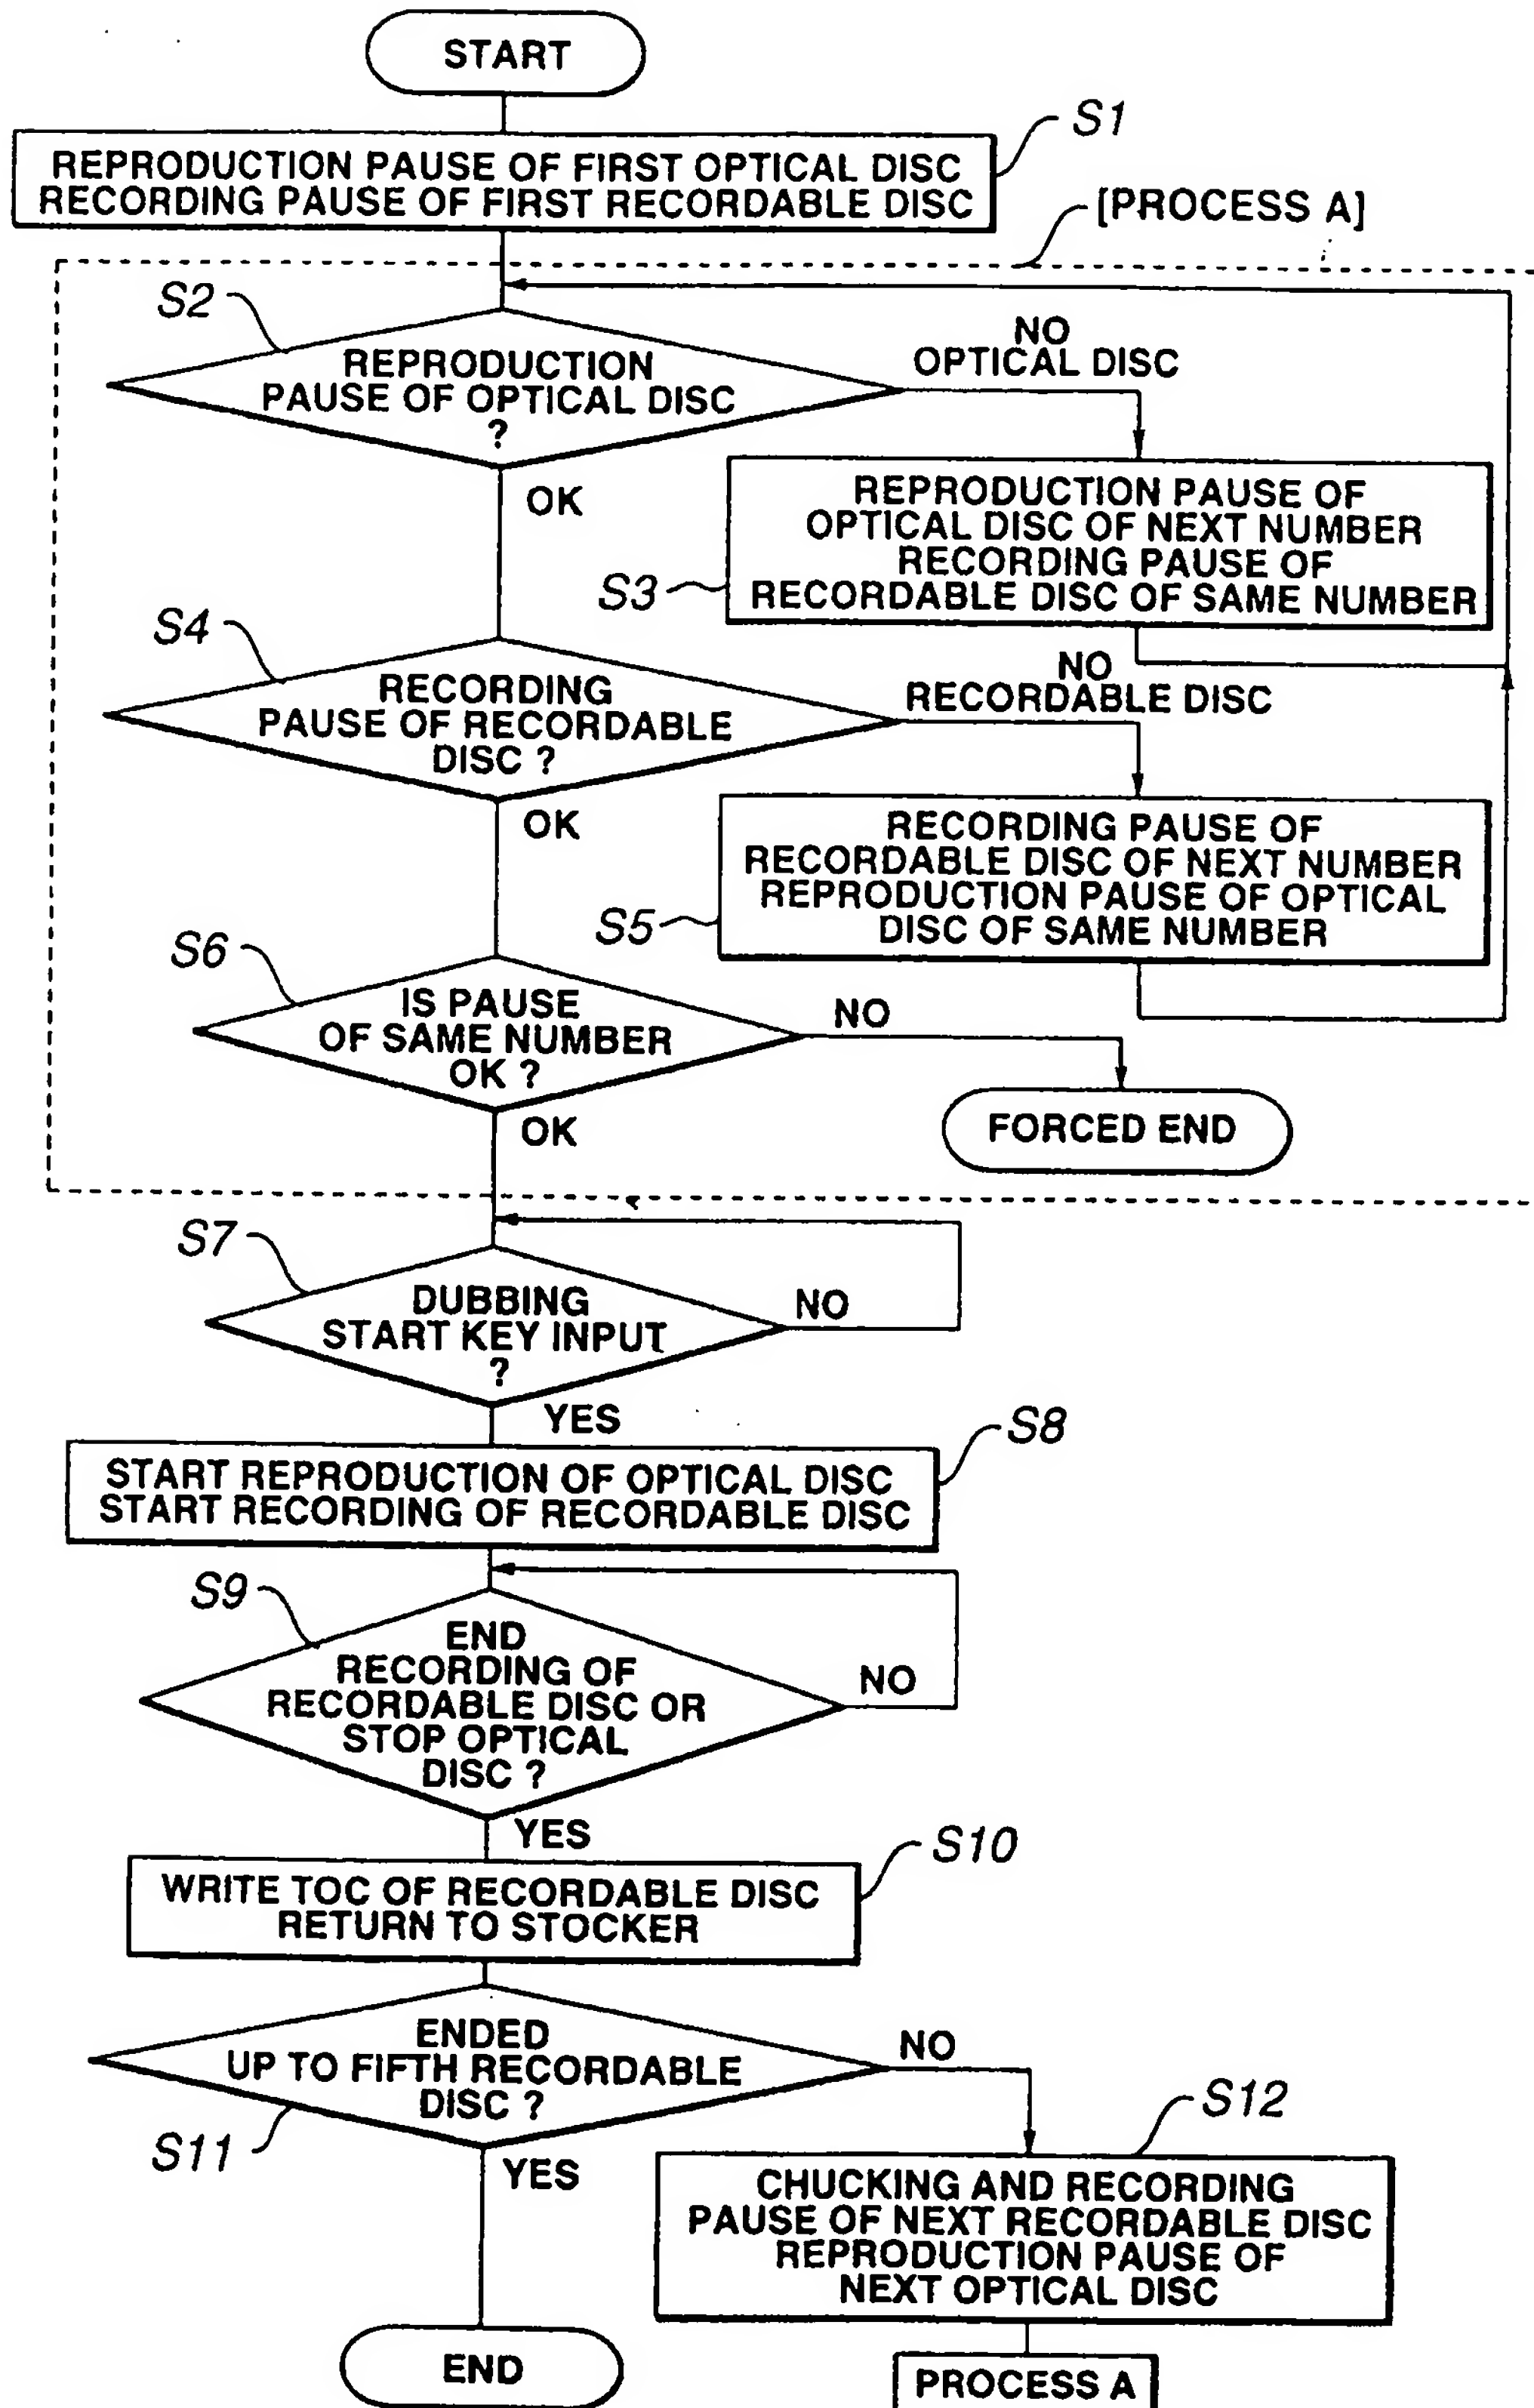 START
S1
REPRODUCTION PAUSE OF FIRST OPTICAL DISC
RECORDING PAUSE OF FIRST RECORDABLE DISC
[PROCESS A]
S2
REPRODUCTION
PAUSE OF OPTICAL DISC
?
NO
OPTICAL DISC
OK
S3
REPRODUCTION PAUSE OF
OPTICAL DISC OF NEXT NUMBER
RECORDING PAUSE OF
RECORDABLE DISC OF SAME NUMBER
S4
RECORDING
PAUSE OF RECORDABLE
DISC ?
NO
RECORDABLE DISC
OK
S5
RECORDING PAUSE OF
RECORDABLE DISC OF NEXT NUMBER
REPRODUCTION PAUSE OF OPTICAL
DISC OF SAME NUMBER
S6
IS PAUSE
OF SAME NUMBER
OK ?
NO
OK
FORCED END
S7
DUBBING
START KEY INPUT
?
NO
YES
S8
START REPRODUCTION OF OPTICAL DISC
START RECORDING OF RECORDABLE DISC
S9
END
RECORDING OF
RECORDABLE DISC OR
STOP OPTICAL
DISC ?
NO
YES
S10
WRITE TOC OF RECORDABLE DISC
RETURN TO STOCKER
ENDED
UP TO FIFTH RECORDABLE
DISC ?
S11
NO
YES
S12
CHUCKING AND RECORDING
PAUSE OF NEXT RECORDABLE DISC
REPRODUCTION PAUSE OF
NEXT OPTICAL DISC
END
PROCESS A